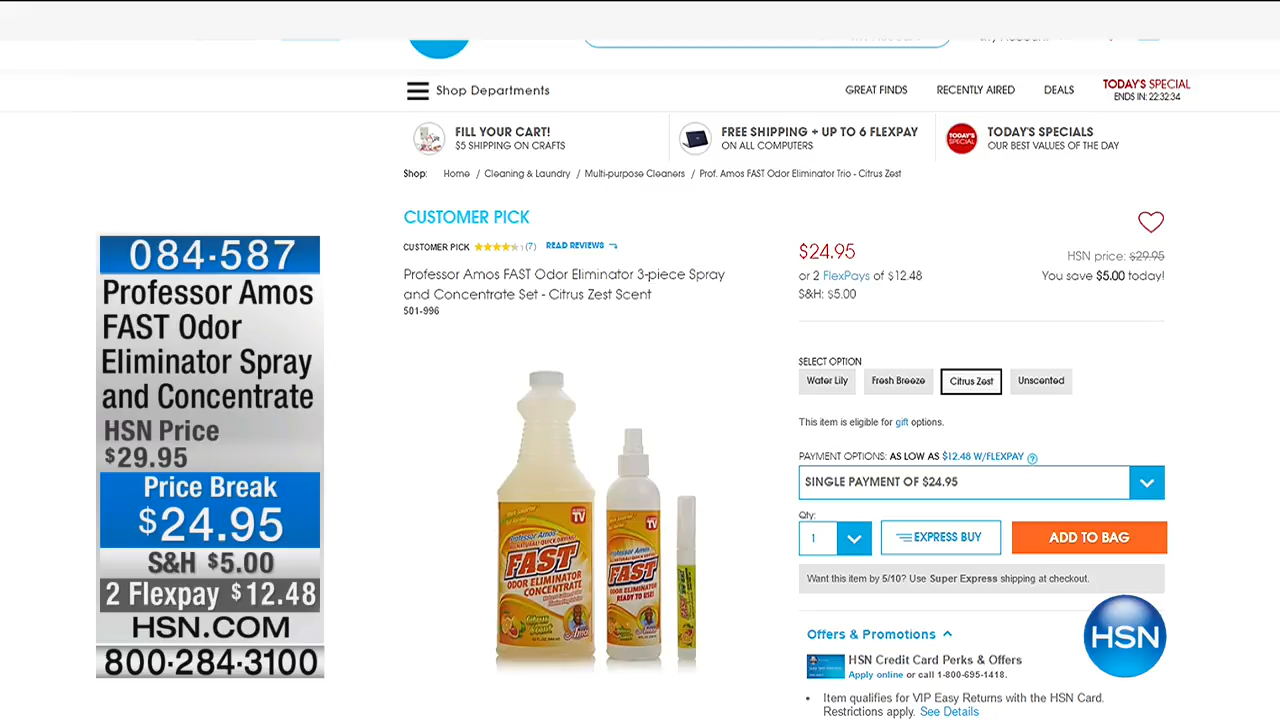 Shop Departments
GREAT FINDS
RECENTLY AIRED
DEALS
TODAY'S SPECIAL
ENDS IN: 22:32:34
FILL YOUR CART!
$5 SHIPPING ON CRAFTS
FREE SHIPPING + UP TO 6 FLEXPAY
ON ALL COMPUTERS
TODAY'S SPECIAL
TODAY'S SPECIALS
OUR BEST VALUES OF THE DAY
Shop: Home / Cleaning & Laundry / Multi-purpose Cleaners / Prof. Amos FAST Odor Eliminator Trio - Citrus Zest
084-587
Professor Amos
FAST Odor
Eliminator Spray
and Concentrate
HSN Price
$29.95
Price Break
$24.95
S&H $5.00
2 Flexpay $12.48
HSN.COM
800-284-3100
CUSTOMER PICK
CUSTOMER PICK (7) READ REVIEWS
Professor Amos FAST Odor Eliminator 3-piece Spray
and Concentrate Set - Citrus Zest Scent
501-996
$24.95
or 2 FlexPays of $12.48
S&H: $5.00
HSN price: $29.95
You save $5.00 today!
SELECT OPTION
Water Lily
Fresh Breeze
Citrus Zest
Unscented
This item is eligible for gift options.
PAYMENT OPTIONS: AS LOW AS $12.48 W/FLEXPAY ?
SINGLE PAYMENT OF $24.95
Qty:
1
EXPRESS BUY
ADD TO BAG
Want this item by 5/10? Use Super Express shipping at checkout.
Offers & Promotions
HSN Credit Card Perks & Offers
Apply online or call 1-800-695-1418.
• Item qualifies for VIP Easy Returns with the HSN Card.
Restrictions apply. See Details
HSN
TV
Professor Amos
FAST
ODOR ELIMINATOR
CONCENTRATE
Amos
TV
Professor Amos
FAST
ODOR ELIMINATOR
READY TO USE!
FAST